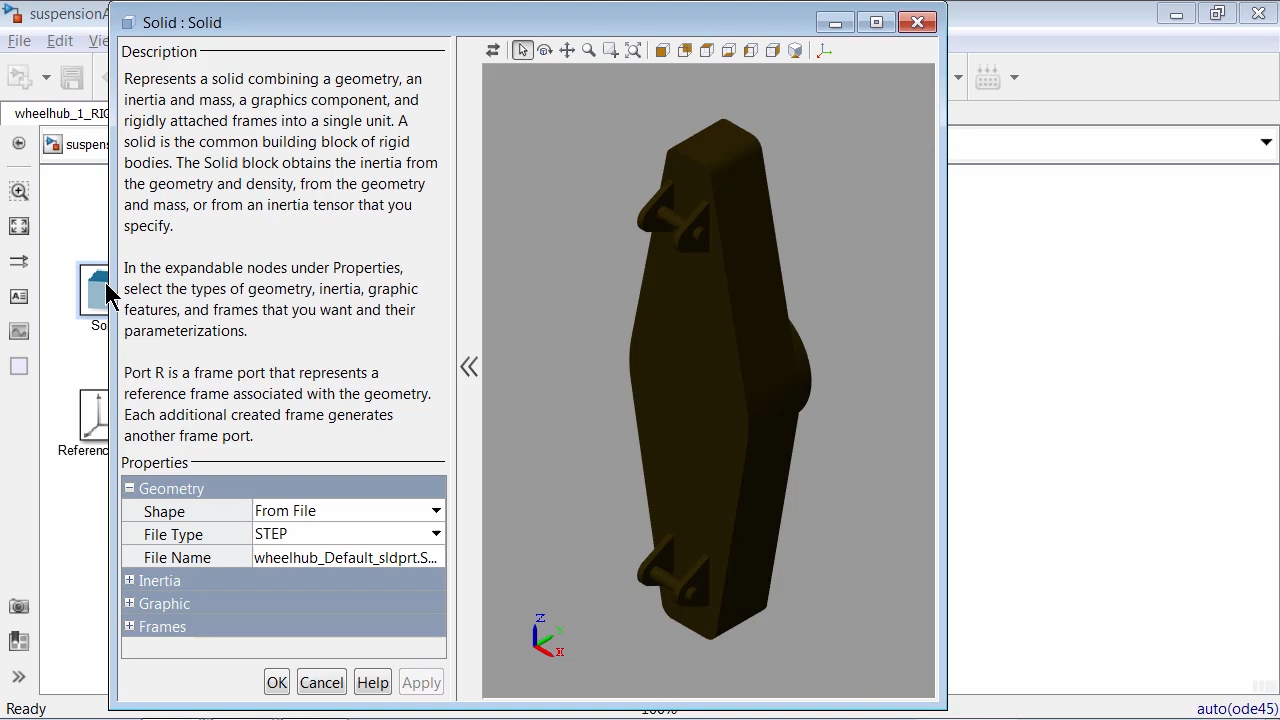 suspensionA
Solid : Solid
File Edit Vi
wheelhub_1_RIG
suspens
So
Referenc
Description
Represents a solid combining a geometry, an
inertia and mass, a graphics component, and
rigidly attached frames into a single unit. A
solid is the common building block of rigid
bodies. The Solid block obtains the inertia from
the geometry and density, from the geometry
and mass, or from an inertia tensor that you
specify.
In the expandable nodes under Properties,
select the types of geometry, inertia, graphic
features, and frames that you want and their
parameterizations.
Port R is a frame port that represents a
reference frame associated with the geometry.
Each additional created frame generates
another frame port.
Properties
Geometry
Shape From File
File Type STEP
File Name wheelhub_Default_sldprt.S...
Inertia
Graphic
Frames
OK Cancel Help Apply
Z
Y
X
Ready
100%
auto(ode45)